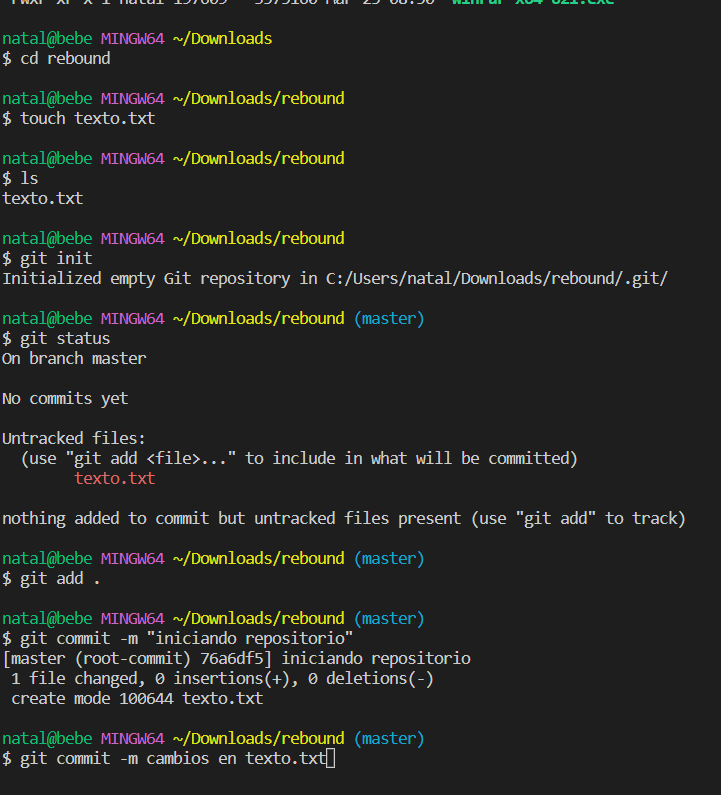 natal@bebe MINGW64 ~/Downloads
$ cd rebound
natal@bebe MINGW64 ~/Downloads/rebound
$ touch texto.txt
natal@bebe MINGW64 ~/Downloads/rebound
$ ls
texto.txt
natal@bebe MINGW64 ~/Downloads/rebound
$ git init
Initialized empty Git repository in C:/Users/natal/Downloads/rebound/.git/
natal@bebe MINGW64 ~/Downloads/rebound (master)
$ git status
On branch master
No commits yet
Untracked files:
(use "git add <file>..." to include in what will be committed)
texto.txt
nothing added to commit but untracked files present (use "git add" to track)
natal@bebe MINGW64 ~/Downloads/rebound (master)
$ git add .
natal@bebe MINGW64 ~/Downloads/rebound (master)
$ git commit -m "iniciando repositorio"
[master (root-commit) 76a6df5] iniciando repositorio
1 file changed, 0 insertions(+), 0 deletions(-)
create mode 100644 texto.txt
natal@bebe MINGW64 ~/Downloads/rebound (master)
$ git commit -m cambios en texto.txt